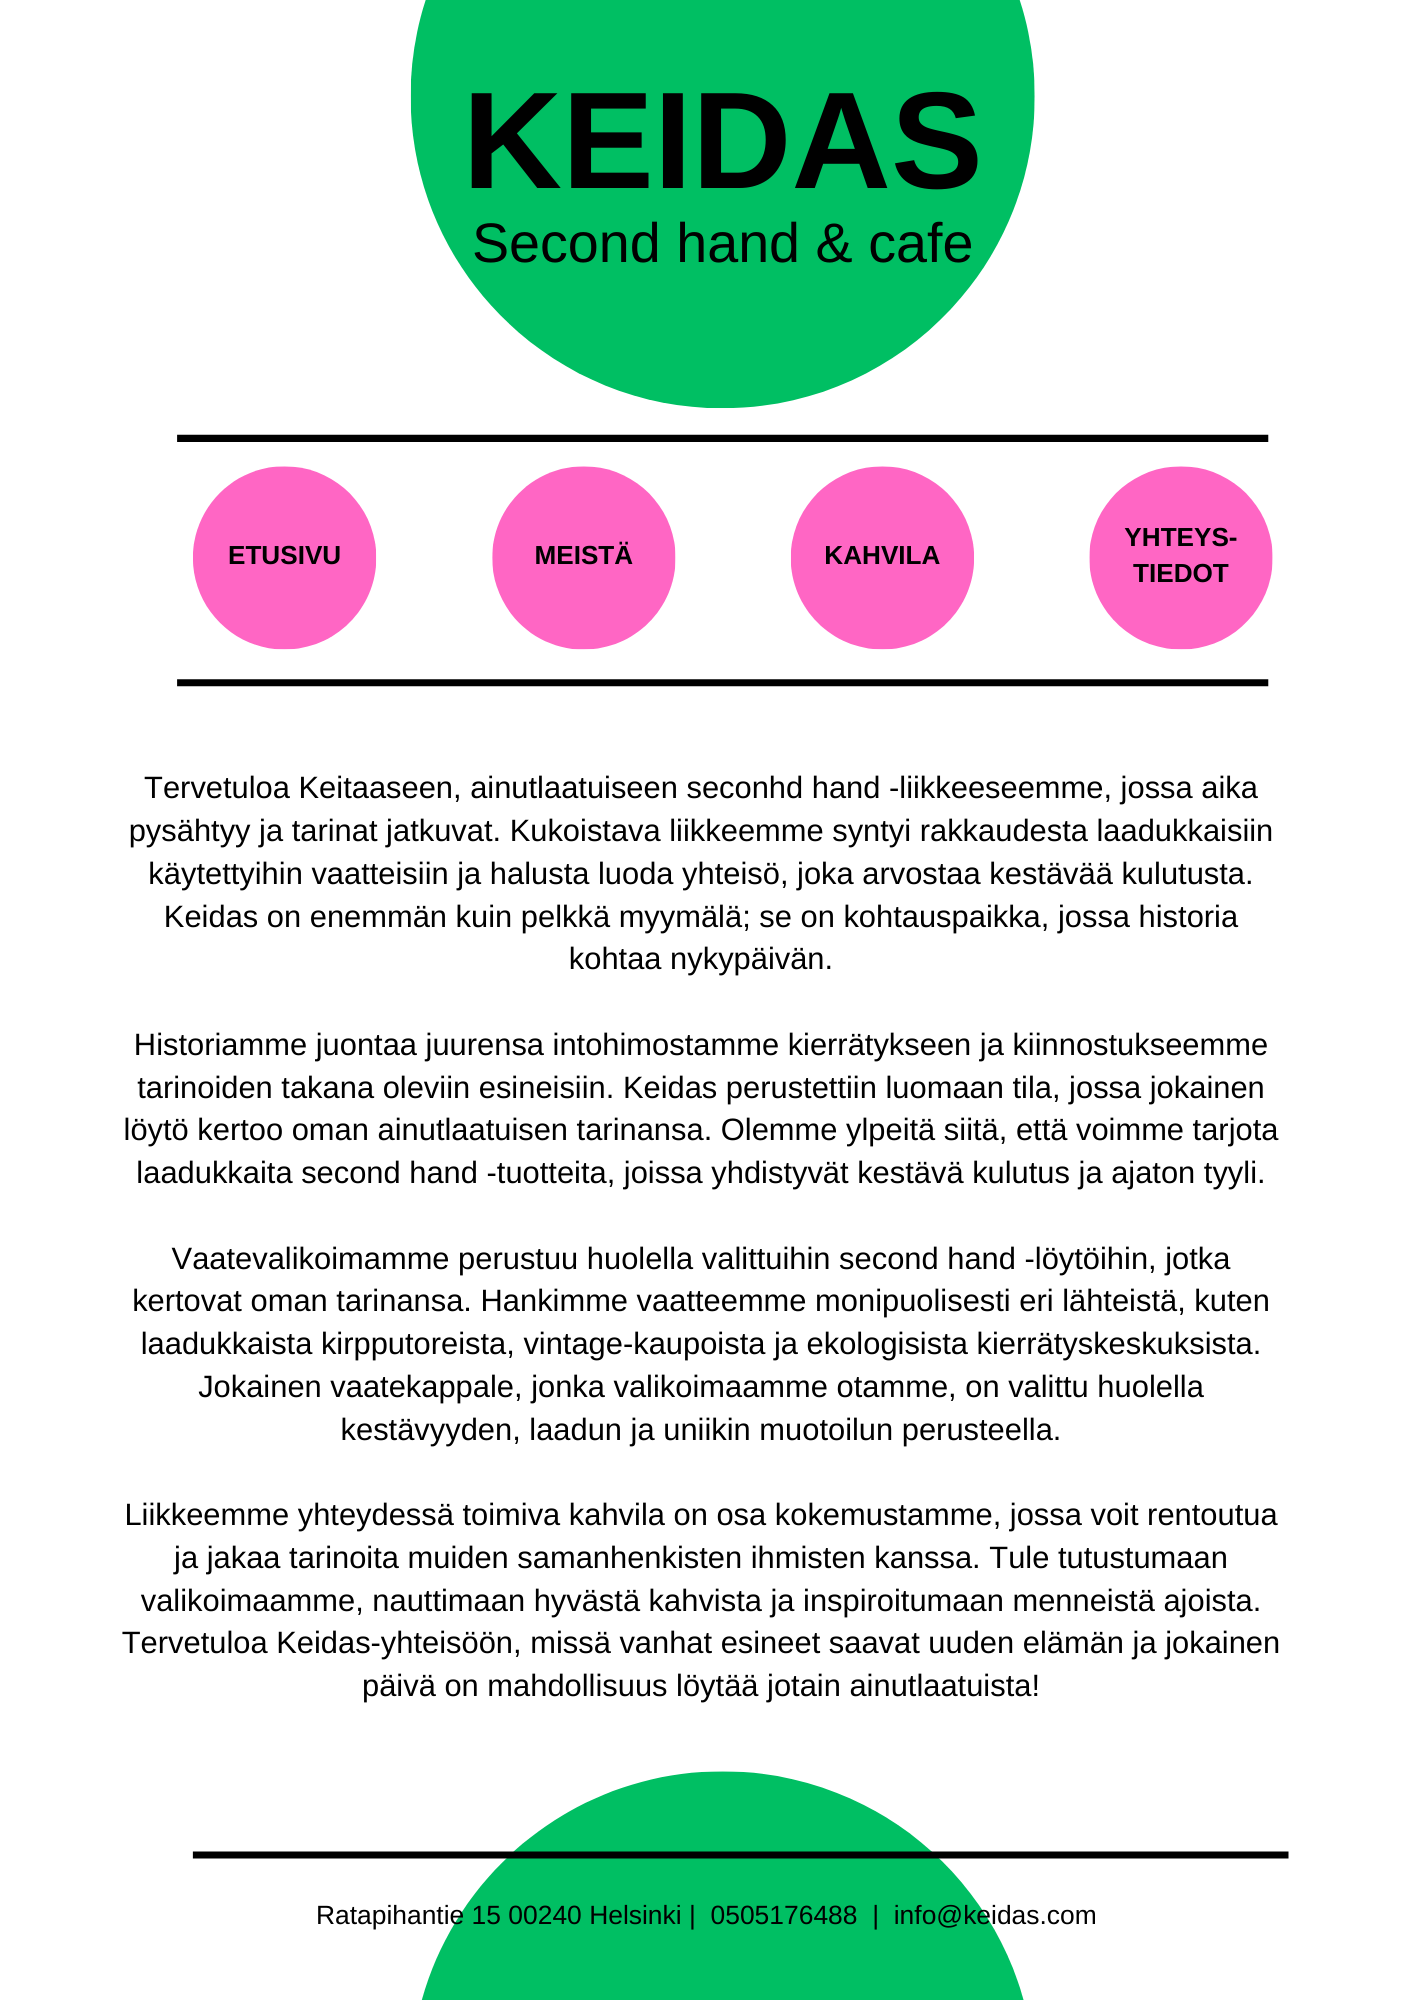 KEIDAS
Second hand & cafe
ETUSIVU
MEISTÄ
KAHVILA
YHTEYS-
TIEDOT
Tervetuloa Keitaaseen, ainutlaatuiseen seconhd hand -liikkeeseemme, jossa aika
pysähtyy ja tarinat jatkuvat. Kukoistava liikkeemme syntyi rakkaudesta laadukkaisiin
käytettyihin vaatteisiin ja halusta luoda yhteisö, joka arvostaa kestävää kulutusta.
Keidas on enemmän kuin pelkkä myymälä; se on kohtauspaikka, jossa historia
kohtaa nykypäivän.
Historiamme juontaa juurensa intohimostamme kierrätykseen ja kiinnostukseemme
tarinoiden takana oleviin esineisiin. Keidas perustettiin luomaan tila, jossa jokainen
löytö kertoo oman ainutlaatuisen tarinansa. Olemme ylpeitä siitä, että voimme tarjota
laadukkaita second hand -tuotteita, joissa yhdistyvät kestävä kulutus ja ajaton tyyli.
Vaatevalikoimamme perustuu huolella valittuihin second hand -löytöihin, jotka
kertovat oman tarinansa. Hankimme vaatteemme monipuolisesti eri lähteistä, kuten
laadukkaista kirpputoreista, vintage-kaupoista ja ekologisista kierrätyskeskuksista.
Jokainen vaatekappale, jonka valikoimaamme otamme, on valittu huolella
kestävyyden, laadun ja uniikin muotoilun perusteella.
Liikkeemme yhteydessä toimiva kahvila on osa kokemustamme, jossa voit rentoutua
ja jakaa tarinoita muiden samanhenkisten ihmisten kanssa. Tule tutustumaan
valikoimaamme, nauttimaan hyvästä kahvista ja inspiroitumaan menneistä ajoista.
Tervetuloa Keidas-yhteisöön, missä vanhat esineet saavat uuden elämän ja jokainen
päivä on mahdollisuus löytää jotain ainutlaatuista!
Ratapihantie 15 00240 Helsinki | 0505176488 | info@keidas.com